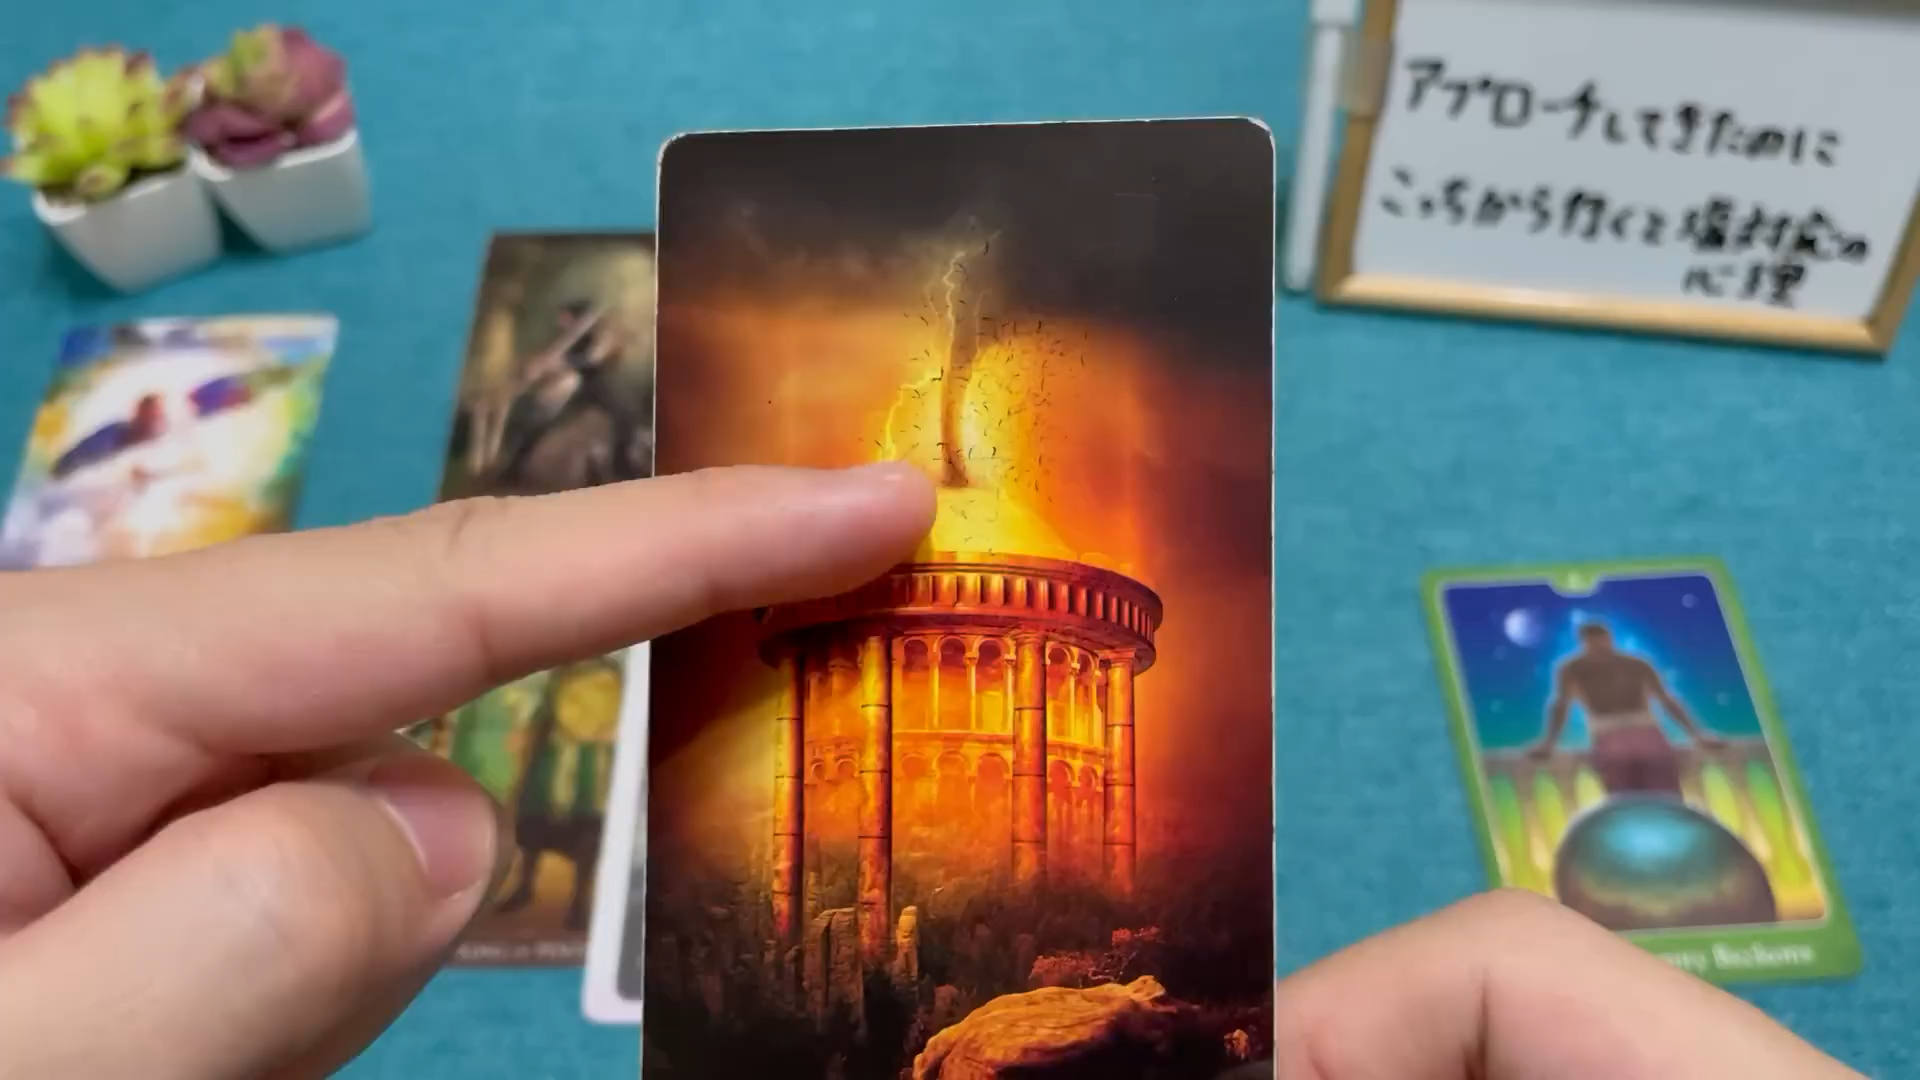 アプローチしてきたのに
こっちから行くと塩対応の
心理
Beckons